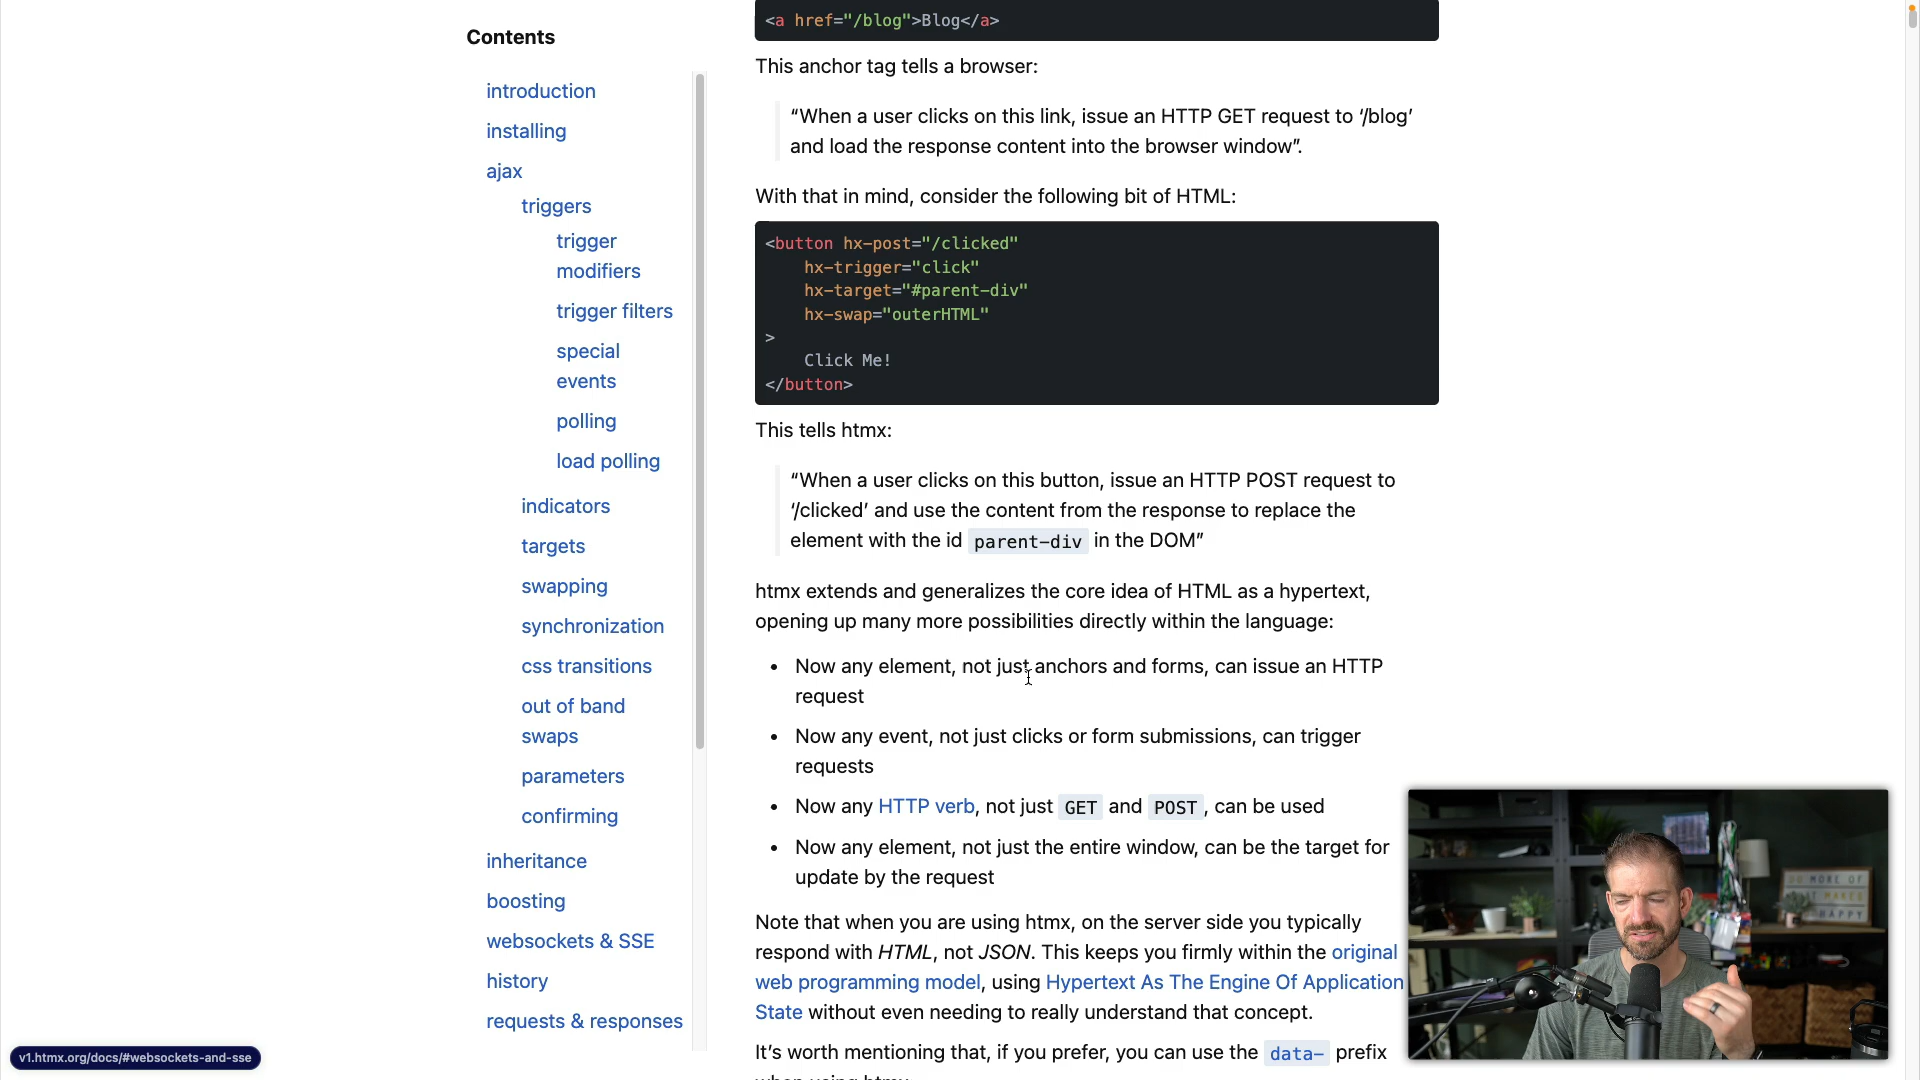 Contents
introduction
installing
ajax
triggers
trigger
modifiers
trigger filters
special
events
polling
load polling
indicators
targets
swapping
synchronization
css transitions
out of band
swaps
parameters
confirming
inheritance
boosting
websockets & SSE
history
requests & responses
<a href="/blog">Blog</a>
This anchor tag tells a browser:
“When a user clicks on this link, issue an HTTP GET request to ‘/blog’
and load the response content into the browser window”.
With that in mind, consider the following bit of HTML:
<button hx-post="/clicked"
hx-trigger="click"
hx-target="#parent-div"
hx-swap="outerHTML"
>
Click Me!
</button>
This tells htmx:
“When a user clicks on this button, issue an HTTP POST request to
‘/clicked’ and use the content from the response to replace the
element with the id parent-div in the DOM”
htmx extends and generalizes the core idea of HTML as a hypertext,
opening up many more possibilities directly within the language:
• Now any element, not just anchors and forms, can issue an HTTP
request
• Now any event, not just clicks or form submissions, can trigger
requests
• Now any HTTP verb, not just GET and POST, can be used
• Now any element, not just the entire window, can be the target for
update by the request
Note that when you are using htmx, on the server side you typically
respond with HTML, not JSON. This keeps you firmly within the original
web programming model, using Hypertext As The Engine Of Application
State without even needing to really understand that concept.
It’s worth mentioning that, if you prefer, you can use the data- prefix
when using htmx
DO MORE OF
WHAT MAKES
HAPPY
v1.htmx.org/docs/#websockets-and-sse